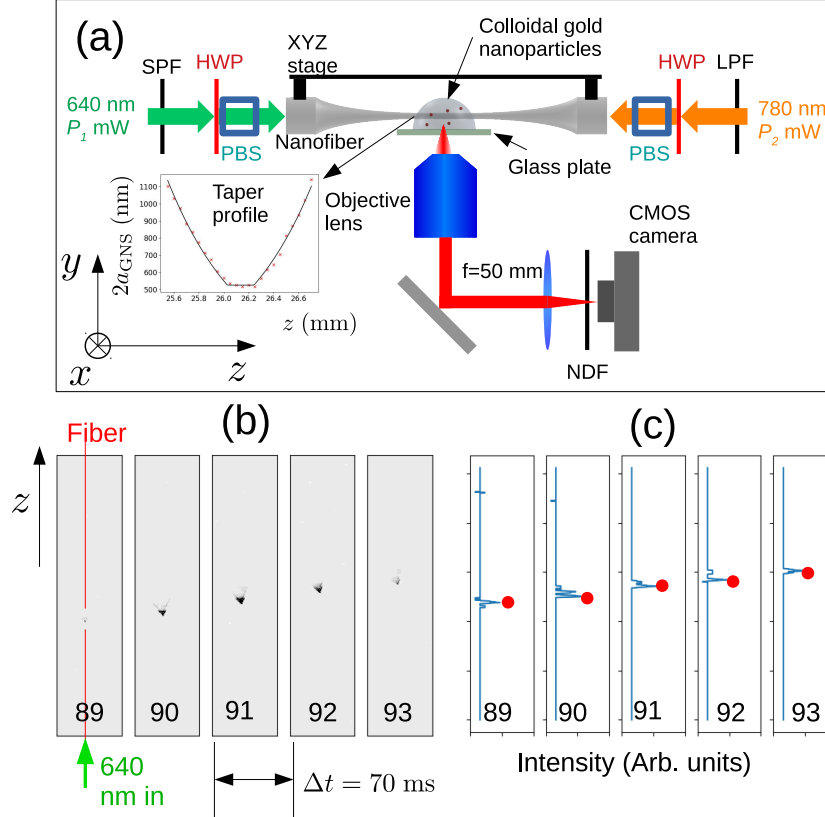 (a)
Colloidal gold
nanoparticles
XYZ
stage
SPF
HWP
HWP
LPF
640 nm
P_1 mW
780 nm
P_2 mW
PBS
PBS
Nanofiber
Glass plate
Taper
profile
Objective
lens
CMOS
camera
2a_GNS (nm)
1100
1000
900
800
700
600
500
25.6
25.8
26.0
26.2
26.4
26.6
z (mm)
f=50 mm
NDF
y
x
z
(b)
(c)
Fiber
z
89
90
91
92
93
89
90
91
92
93
640
nm in
Δt = 70 ms
Intensity (Arb. units)